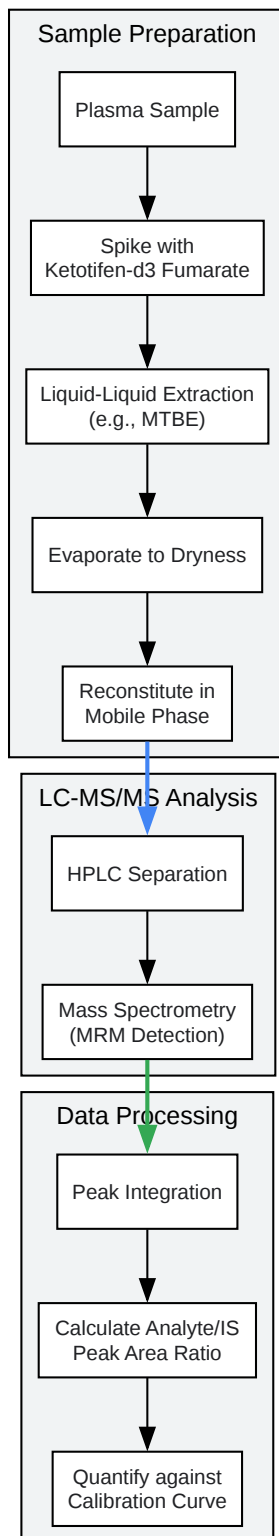 Sample Preparation
Plasma Sample
Spike with
Ketotifen-d3 Fumarate
Liquid-Liquid Extraction
(e.g., MTBE)
Evaporate to Dryness
Reconstitute in
Mobile Phase
LC-MS/MS Analysis
HPLC Separation
Mass Spectrometry
(MRM Detection)
Data Processing
Peak Integration
Calculate Analyte/IS
Peak Area Ratio
Quantify against
Calibration Curve